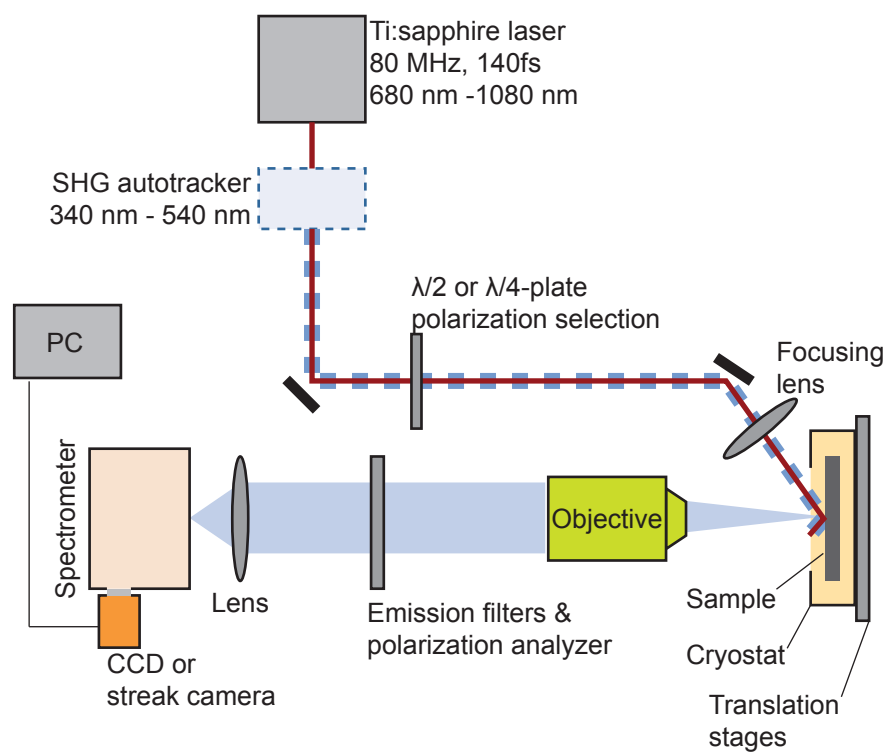 Ti:sapphire laser
80 MHz, 140fs
680 nm -1080 nm
SHG autotracker
340 nm - 540 nm
λ/2 or λ/4-plate
polarization selection
PC
Focusing
lens
Spectrometer
Objective
Lens
Emission filters &
polarization analyzer
Sample
Cryostat
Translation
stages
CCD or
streak camera